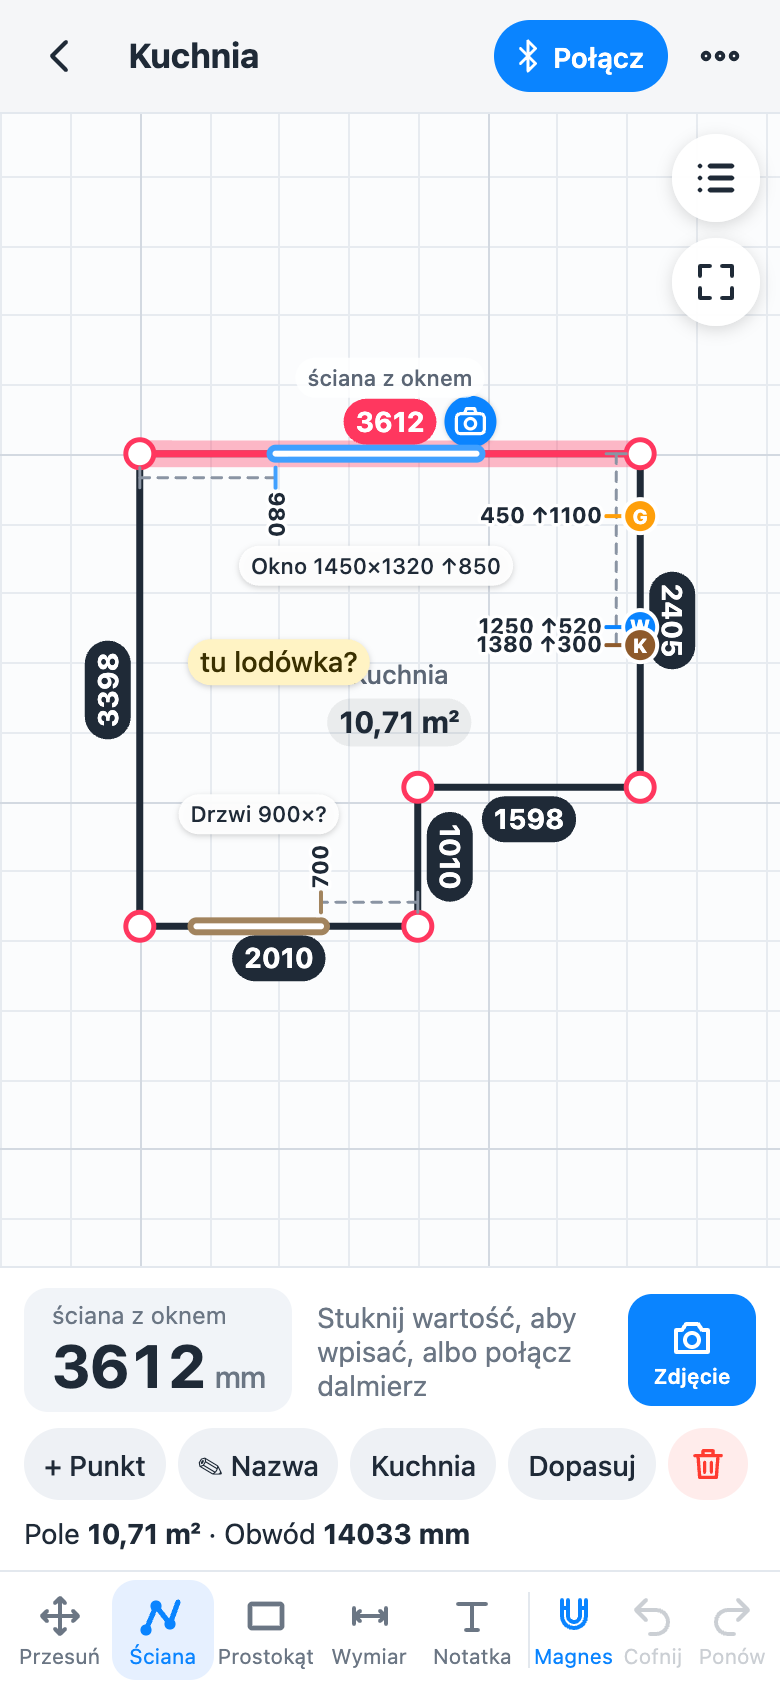 Kuchnia
Połącz
ściana z oknem
3612
980
450 ↑1100
G
Okno 1450×1320 ↑850
1250 ↑520
W
1380 ↑300
K
2405
3398
tu lodówka?
uchnia
10,71 m²
Drzwi 900×?
700
1598
1010
2010
ściana z oknem
3612 mm
Stuknij wartość, aby
wpisać, albo połącz
dalmierz
Zdjęcie
+ Punkt
✎ Nazwa
Kuchnia
Dopasuj
Pole 10,71 m² · Obwód 14033 mm
Przesuń
Ściana
Prostokąt
Wymiar
Notatka
Magnes
Cofnij
Ponów